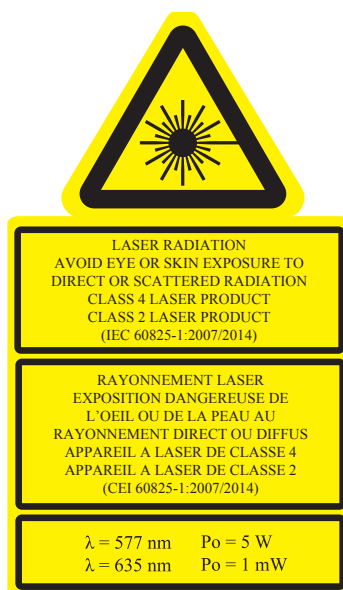 LASER RADIATION
AVOID EYE OR SKIN EXPOSURE TO
DIRECT OR SCATTERED RADIATION
CLASS 4 LASER PRODUCT
CLASS 2 LASER PRODUCT
(IEC 60825-1:2007/2014)
RAYONNEMENT LASER
EXPOSITION DANGEREUSE DE
L'OEIL OU DE LA PEAU AU
RAYONNEMENT DIRECT OU DIFFUS
APPAREIL A LASER DE CLASSE 4
APPAREIL A LASER DE CLASSE 2
(CEI 60825-1:2007/2014)
λ = 577 nm Po = 5 W
λ = 635 nm Po = 1 mW